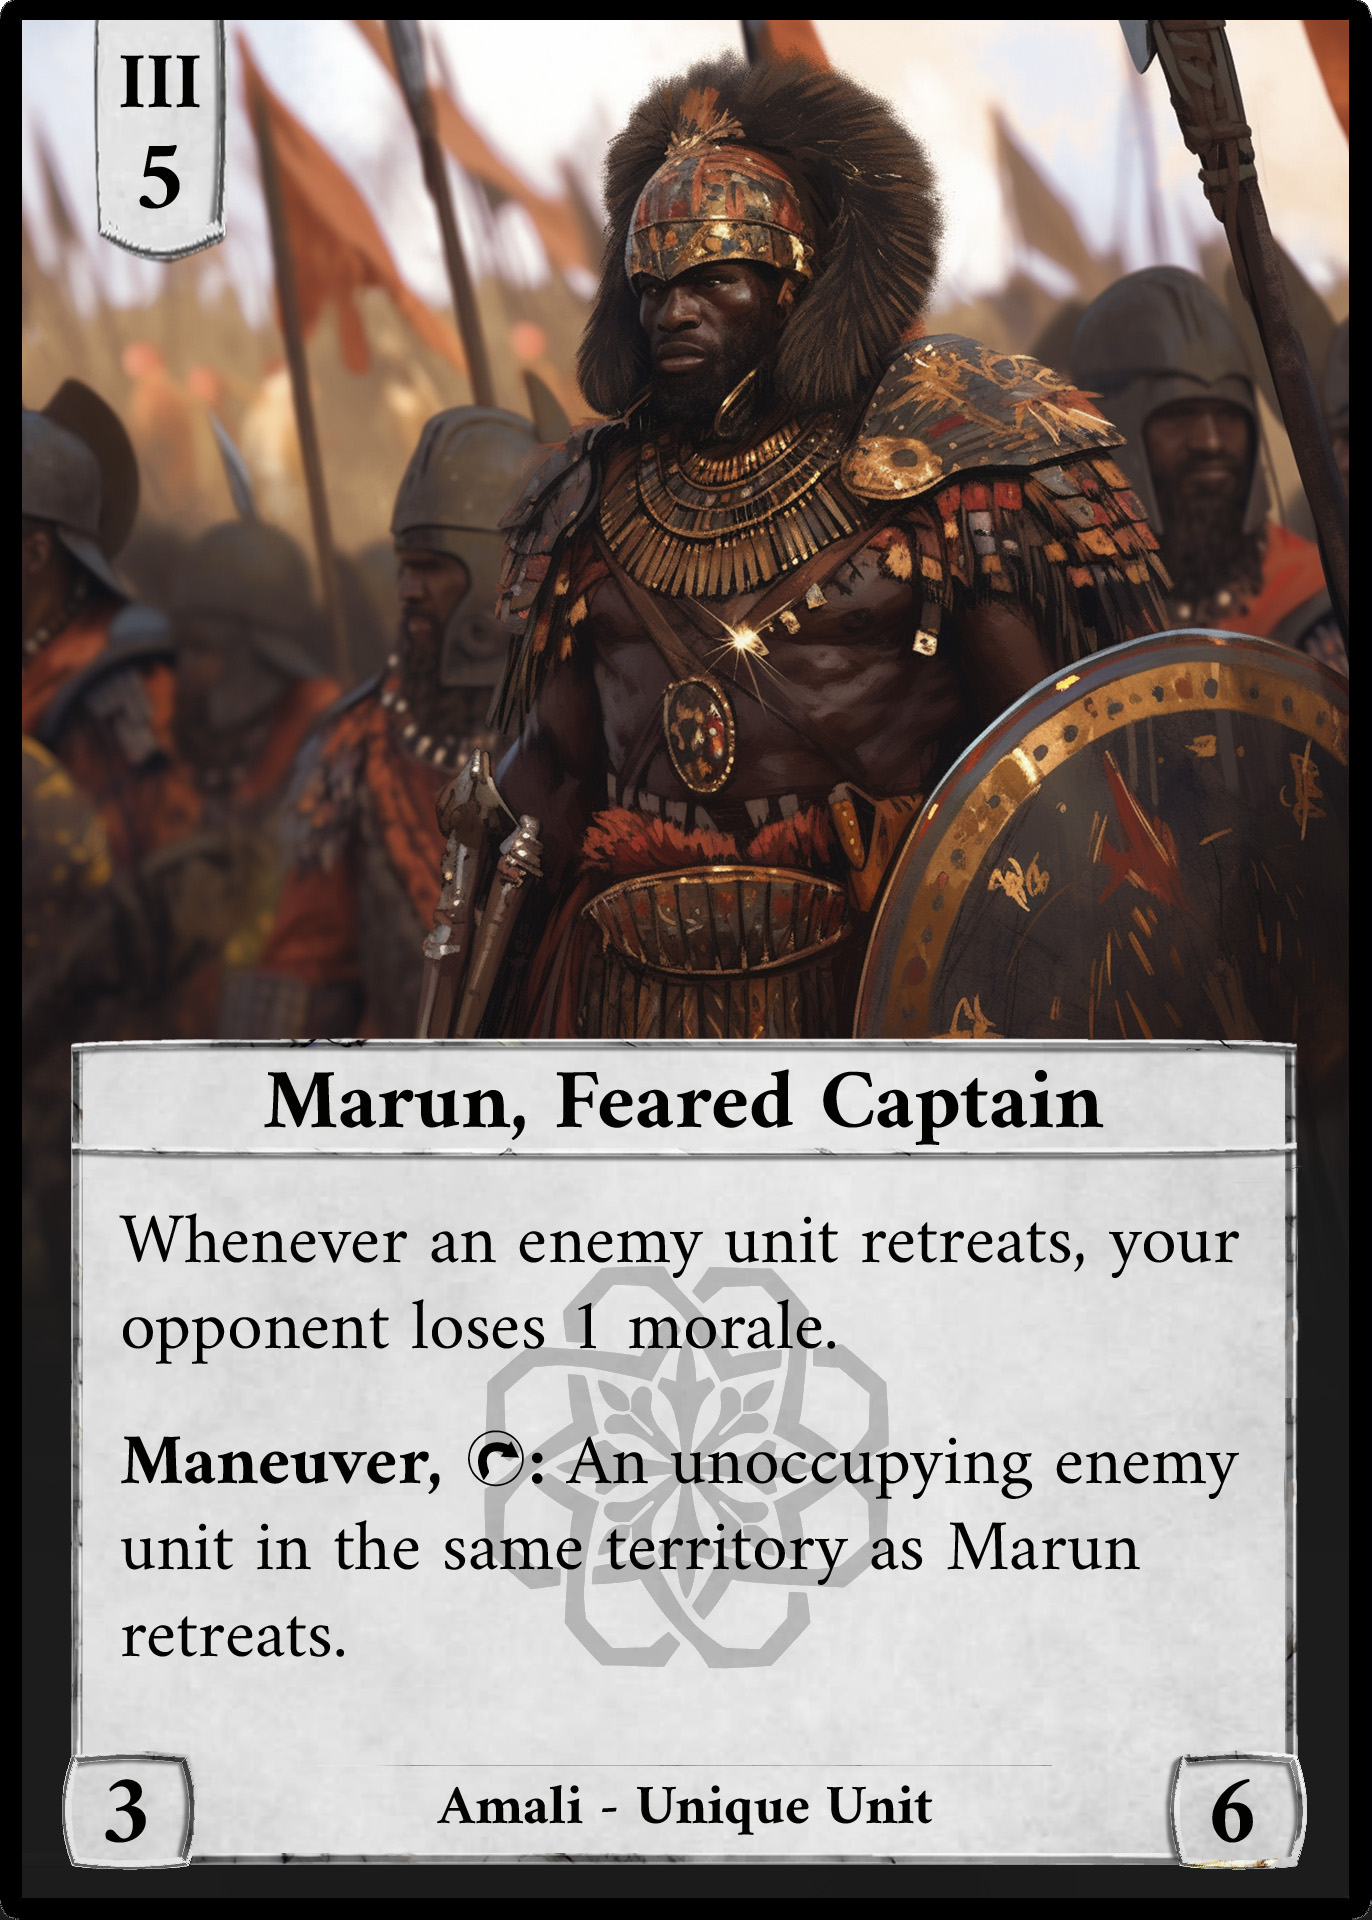 III
5
Marun, Feared Captain
Whenever an enemy unit retreats, your
opponent loses 1 morale.
Maneuver, : An unoccupying enemy
unit in the same territory as Marun
retreats.
3
Amali - Unique Unit
6